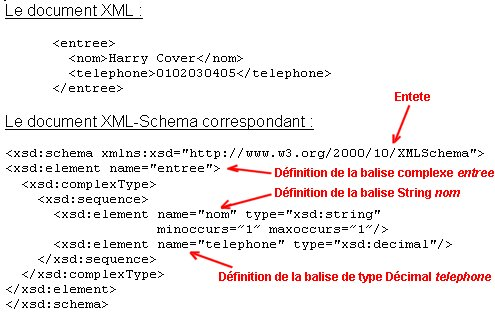 Le document XML :
<entree>
<nom>Harry Cover</nom>
<telephone>0102030405</telephone>
</entree>
Entete
Le document XML-Schema correspondant :
<xsd:schema xmlns:xsd="http://www.w3.org/2000/10/XMLSchema">
<xsd:element name="entree">
Définition de la balise complexe entree
<xsd:complexType>
Définition de la balise String nom
<xsd:sequence>
<xsd:element name="nom" type="xsd:string"
minoccurs="1" maxoccurs="1"/>
<xsd:element name="telephone" type="xsd:decimal"/>
</xsd:sequence>
</xsd:complexType>
Définition de la balise de type Décimal telephone
</xsd:element>
</xsd:schema>